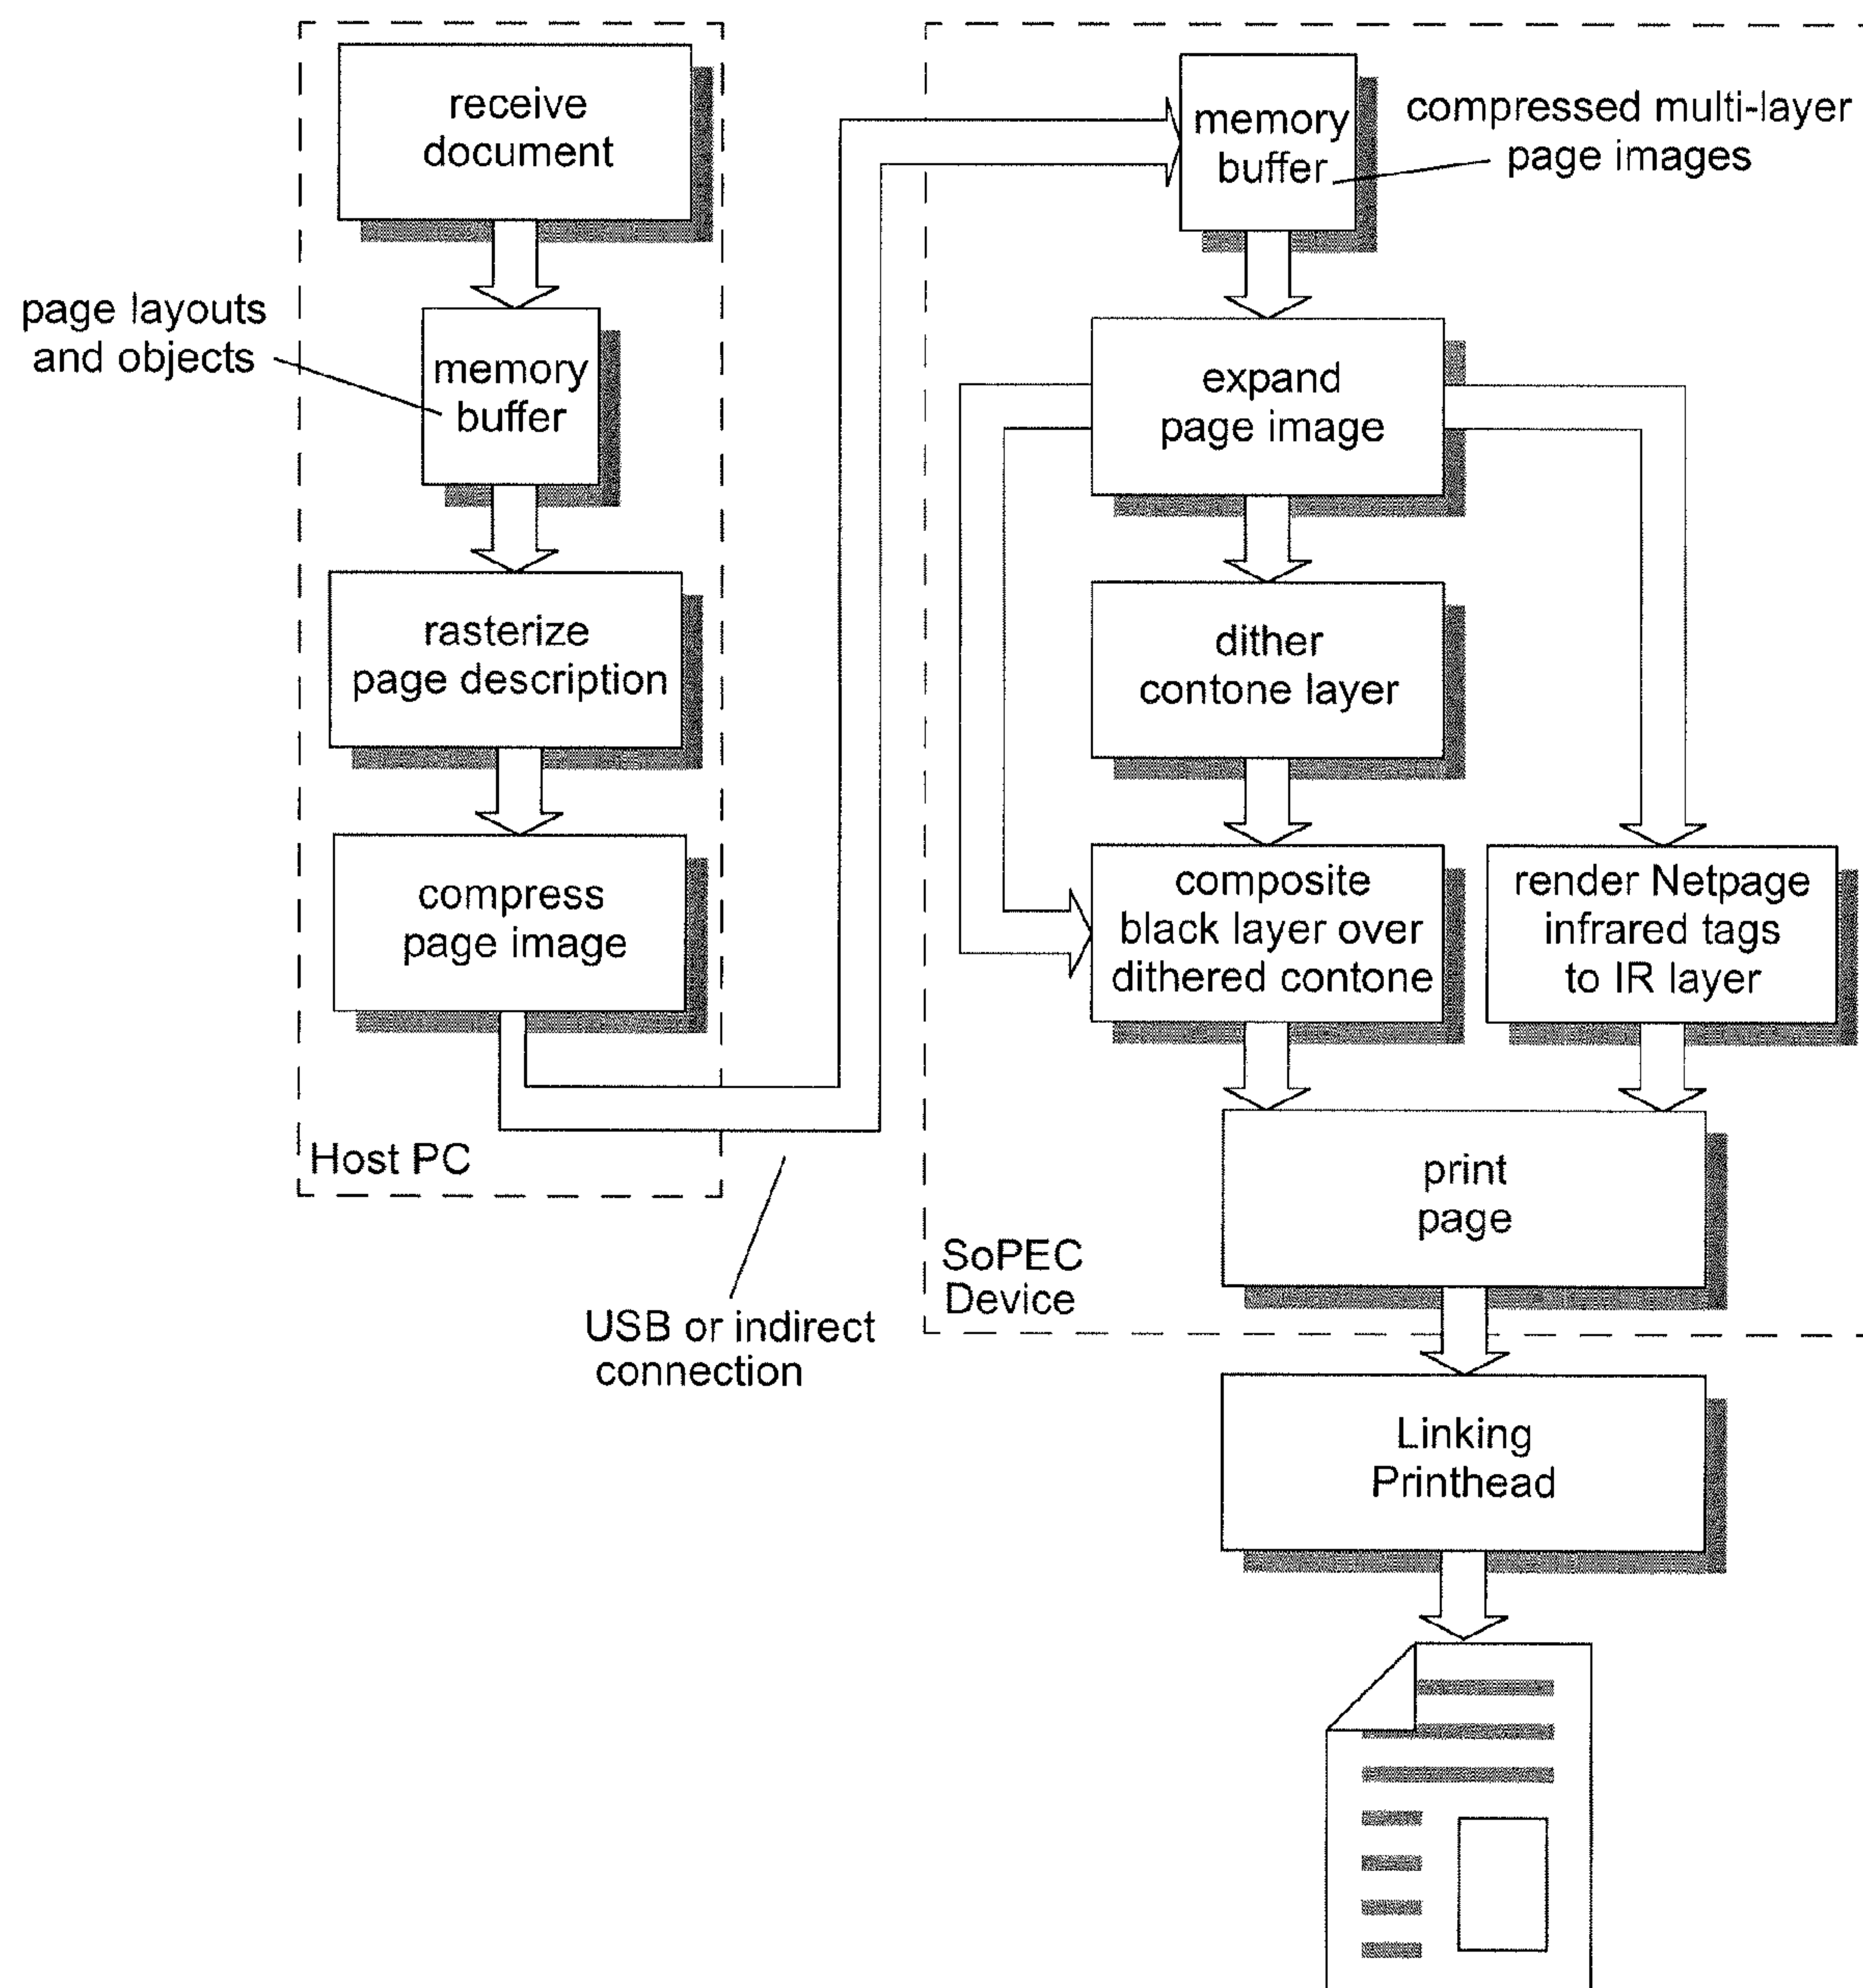 receive
document
page layouts
and objects
memory
buffer
rasterize
page description
compress
page image
Host PC
USB or indirect
connection
memory
buffer
compressed multi-layer
page images
expand
page image
dither
contone layer
composite
black layer over
dithered contone
render Netpage
infrared tags
to IR layer
print
page
SoPEC
Device
Linking
Printhead